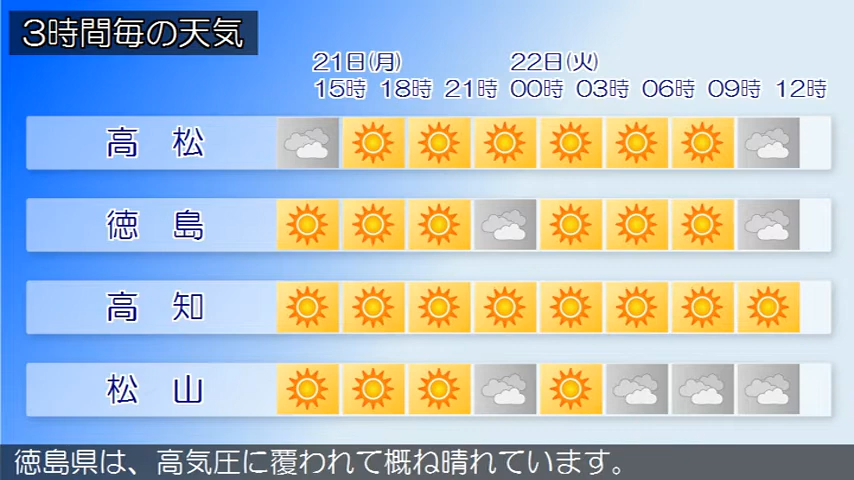 3時間毎の天気
21日(月) 22日(火)
15時 18時 21時 00時 03時 06時 09時 12時
高松
徳島
高知
松山
徳島県は、高気圧に覆われて概ね晴れています。